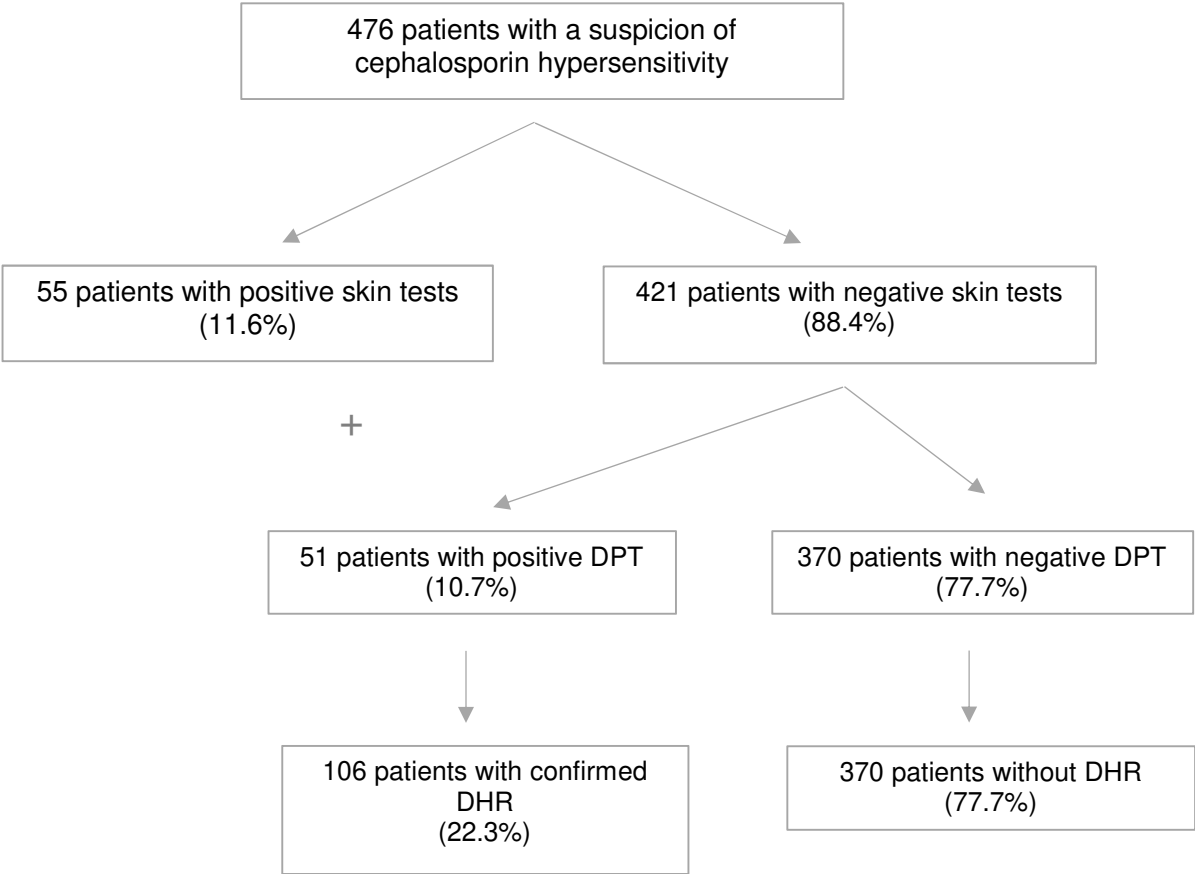 476 patients with a suspicion of
cephalosporin hypersensitivity
55 patients with positive skin tests
(11.6%)
421 patients with negative skin tests
(88.4%)
+
51 patients with positive DPT
(10.7%)
370 patients with negative DPT
(77.7%)
106 patients with confirmed
DHR
(22.3%)
370 patients without DHR
(77.7%)